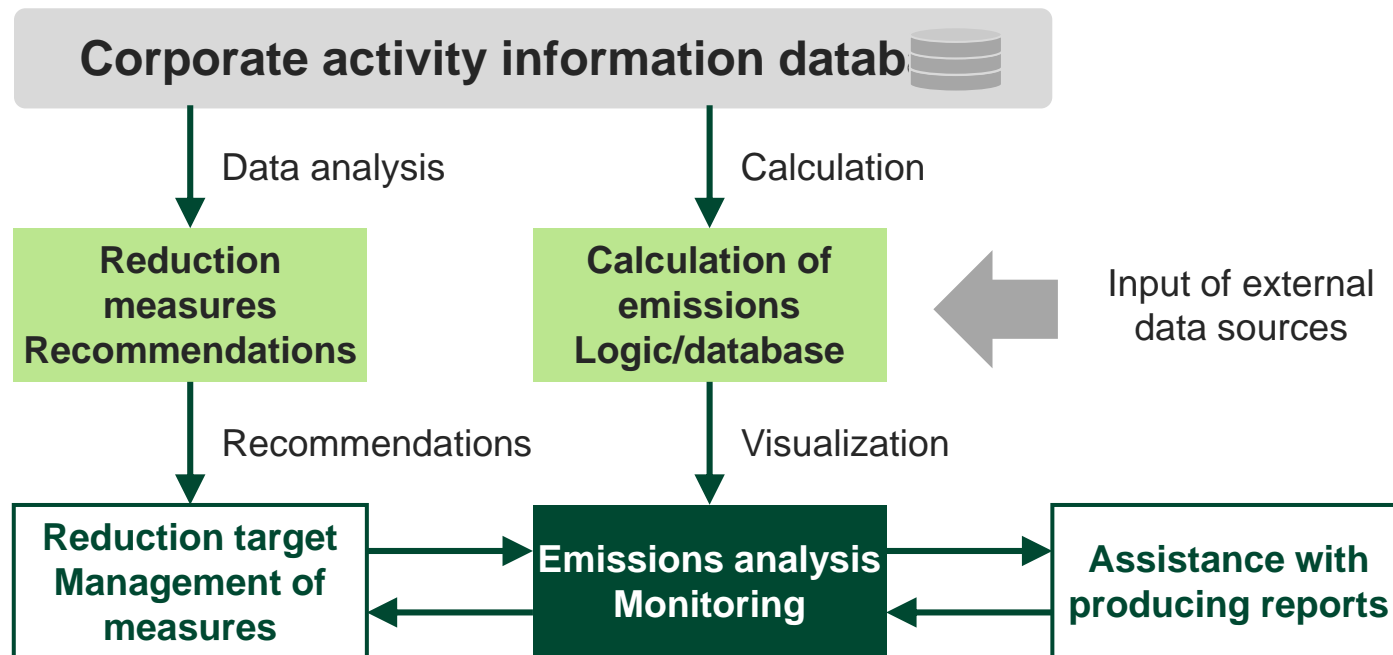 Corporate activity information datab
Data analysis
Calculation
Reduction
measures
Recommendations
Calculation of
emissions
Logic/database
Input of external
data sources
Recommendations
Visualization
Reduction target
Management of
measures
Emissions analysis
Monitoring
Assistance with
producing reports